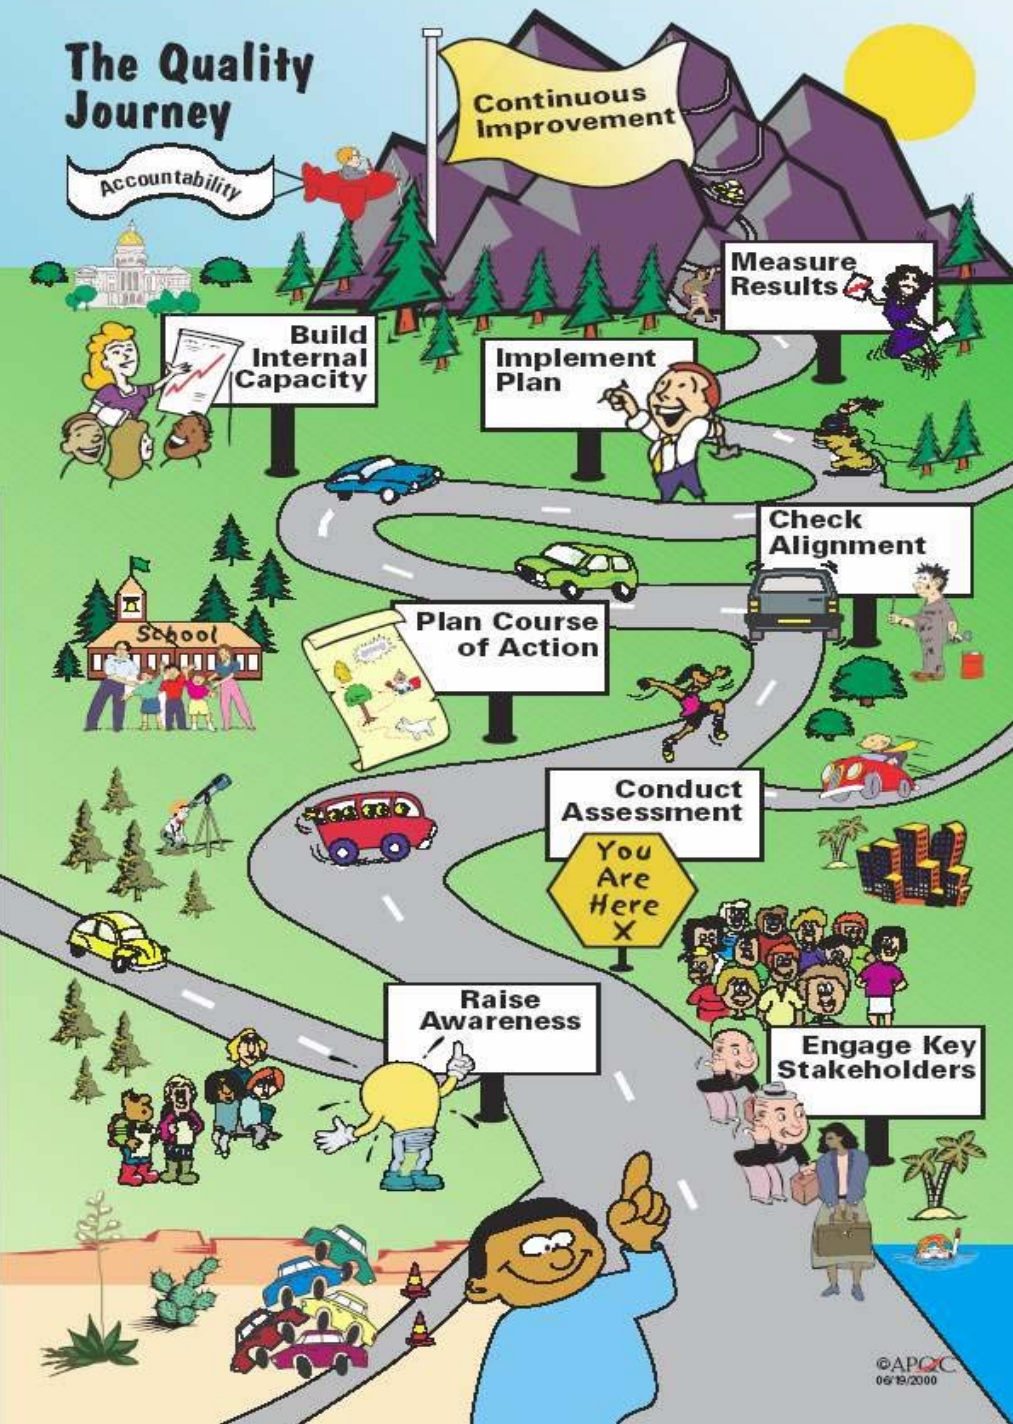 The Quality
Journey
Continuous
Improvement
Accountability
Measure
Results
Build
Internal
Capacity
Implement
Plan
Check
Alignment
Plan Course
of Action
School
Conduct
Assessment
You
Are
Here
X
Raise
Awareness
Engage Key
Stakeholders
©APQC
06/19/2000